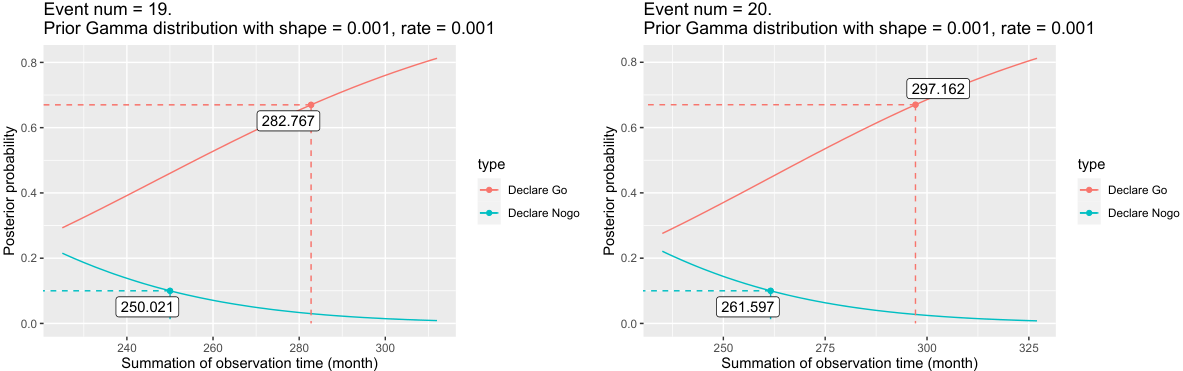 Event num = 19.
Prior Gamma distribution with shape = 0.001, rate = 0.001
Posterior probability
0.8
0.6
0.4
0.2
0.0
282.767
250.021
240
260
280
300
Summation of observation time (month)
type
Declare Go
Declare Nogo
Event num = 20.
Prior Gamma distribution with shape = 0.001, rate = 0.001
Posterior probability
0.8
0.6
0.4
0.2
0.0
297.162
261.597
250
275
300
325
Summation of observation time (month)
type
Declare Go
Declare Nogo